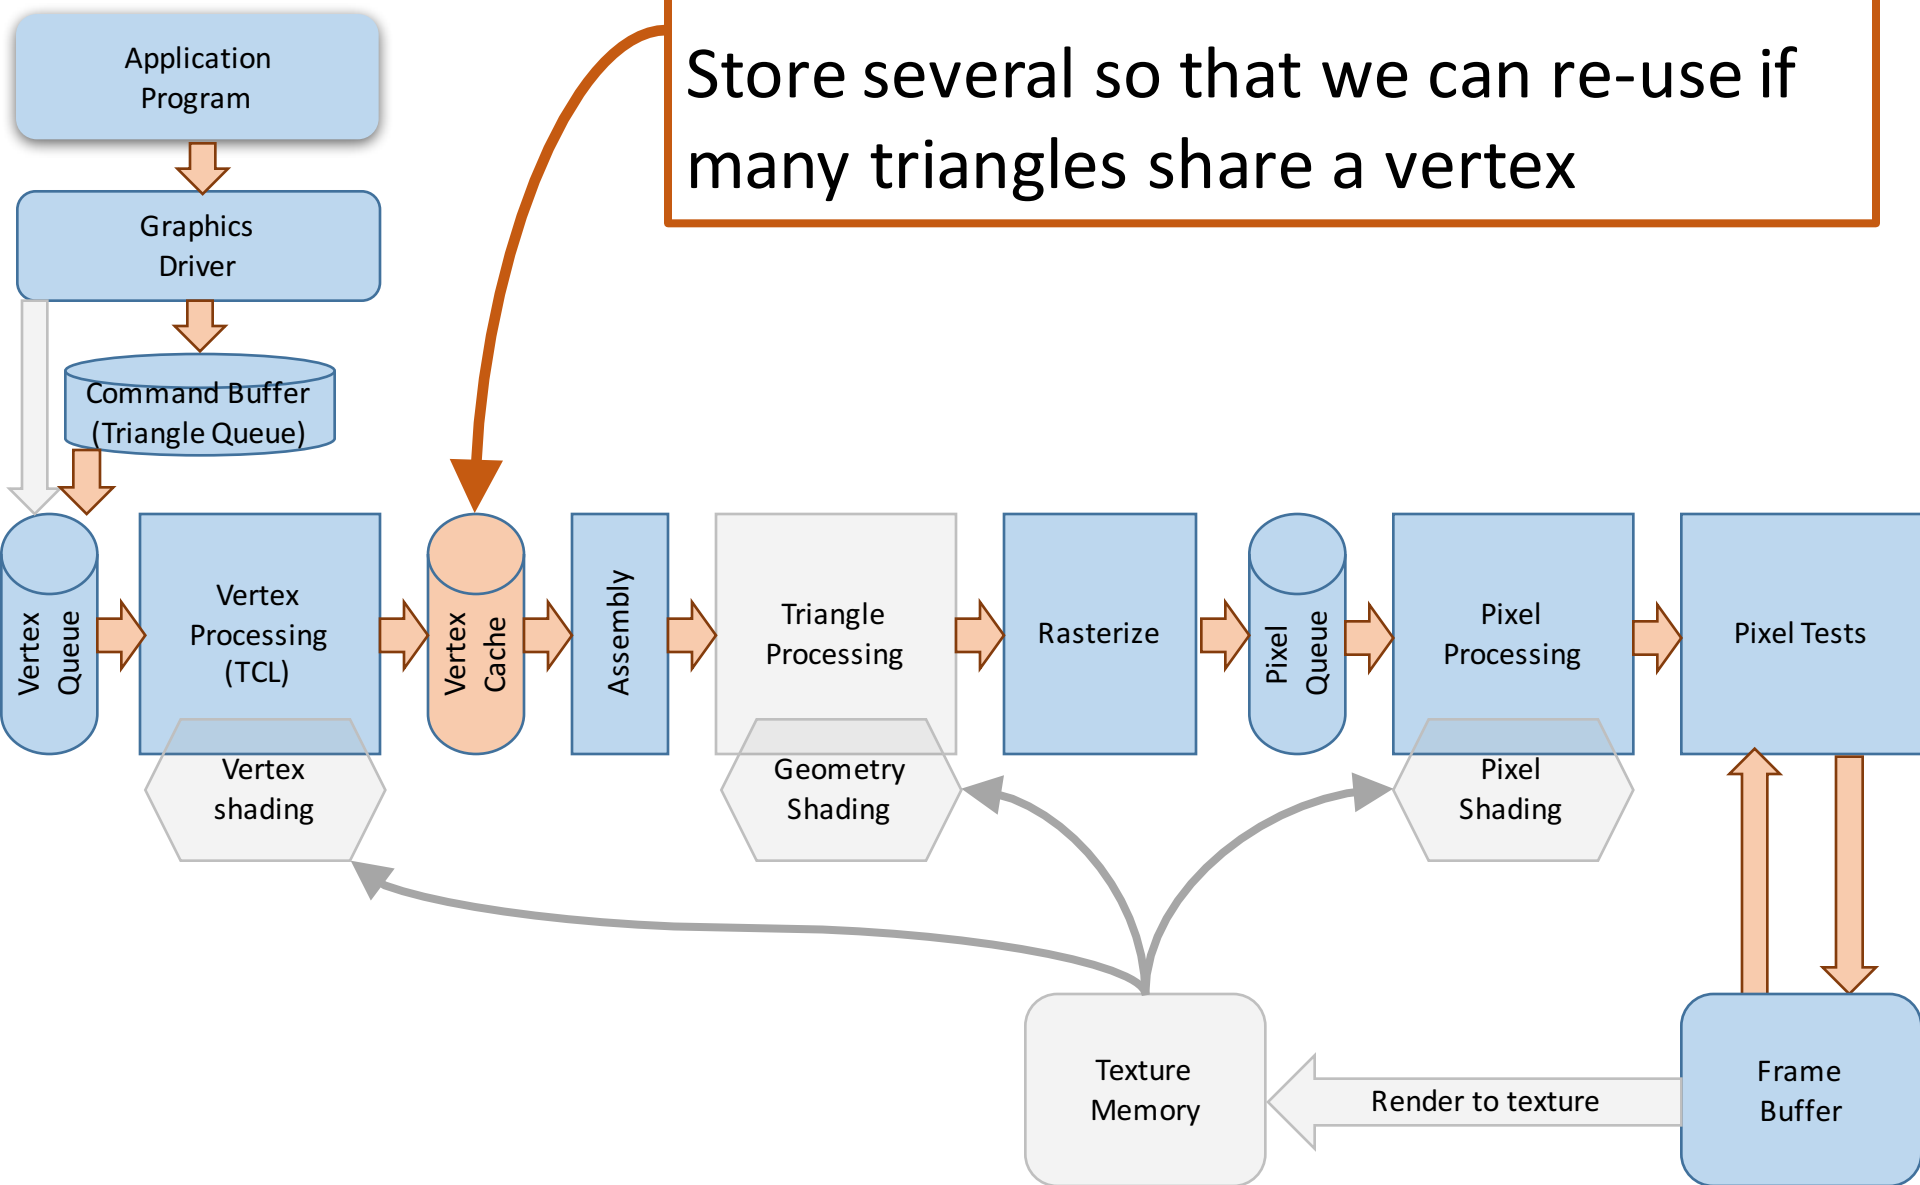 Application
Program
Store several so that we can re-use if
many triangles share a vertex
Graphics
Driver
Command Buffer
(Triangle Queue)
Vertex
Queue
Vertex
Processing
(TCL)
Vertex
Cache
Assembly
Triangle
Processing
Rasterize
Pixel
Queue
Pixel
Processing
Pixel Tests
Vertex
shading
Geometry
Shading
Pixel
Shading
Texture
Memory
Render to texture
Frame
Buffer